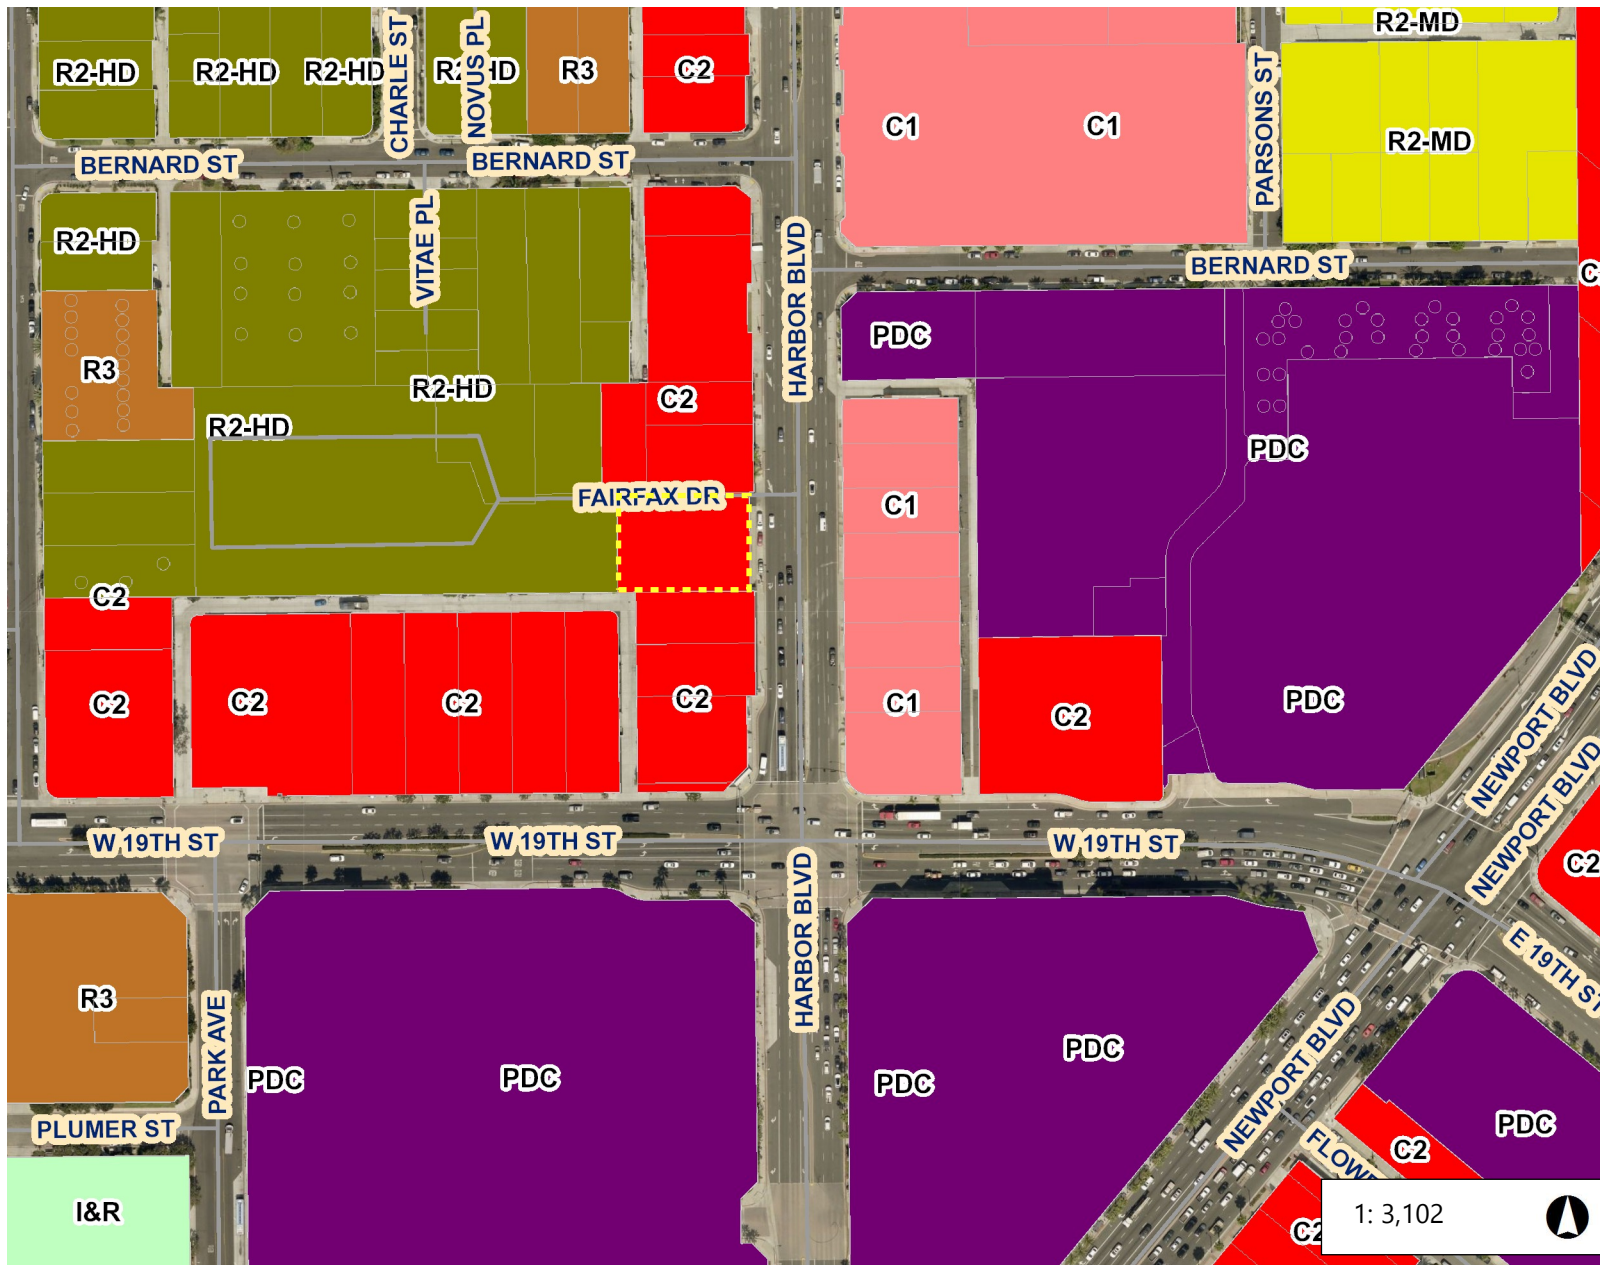 R2-MD
R2-HD
R2-HD
R2-HD
CHARLE ST
R2-HD
NOVUS PL
R3
C2
C1
C1
PARSONS ST
R2-MD
BERNARD ST
BERNARD ST
R2-HD
VITAE PL
HARBOR BLVD
BERNARD ST
C
R3
R2-HD
R2-HD
C2
PDC
PDC
FAIRFAX DR
C1
C2
C2
C2
C2
C2
C1
C2
PDC
NEWPORT BLVD
NEWPORT BLVD
W 19TH ST
W 19TH ST
W 19TH ST
C2
HARBOR BLVD
E 19TH ST
R3
PARK AVE
PDC
PDC
PDC
PDC
NEWPORT BLVD
PLUMER ST
PDC
C2
FLOWE
I&R
C2
1: 3,102